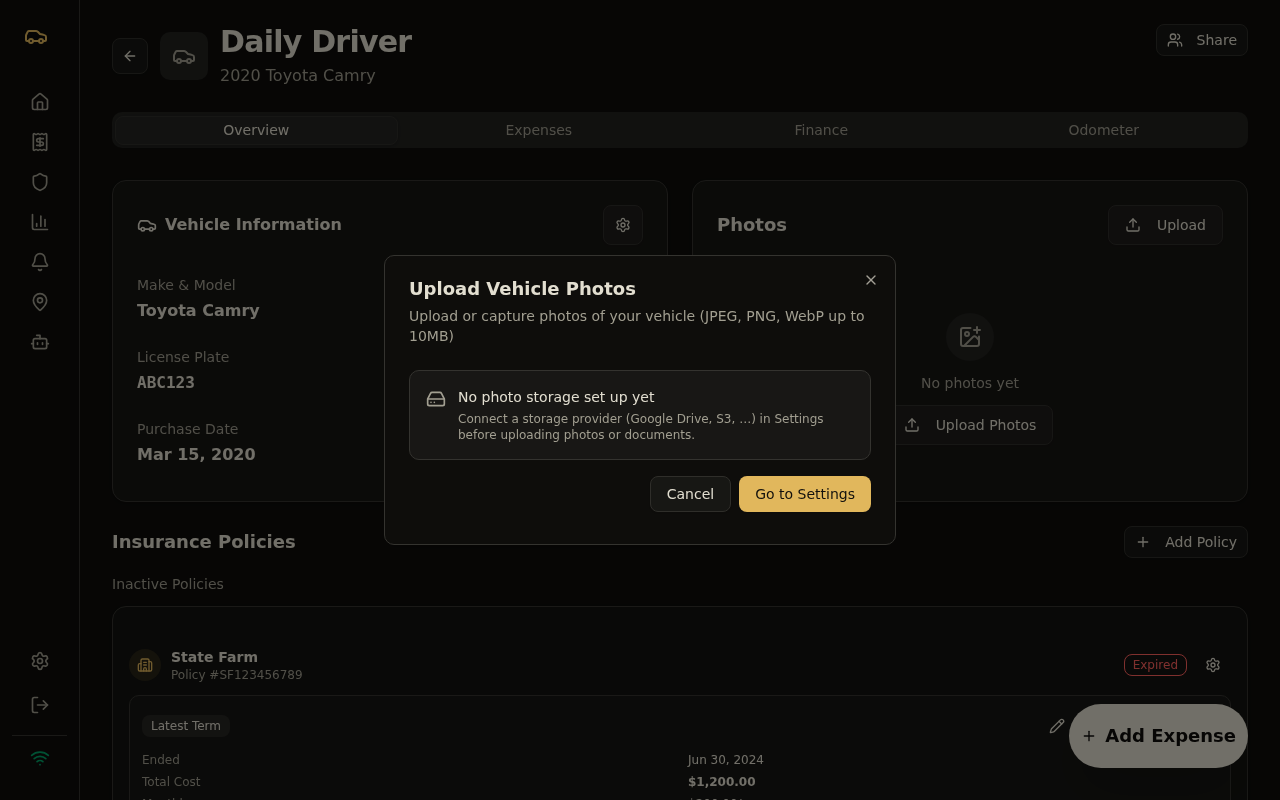 Daily Driver
2020 Toyota Camry
Share
Overview
Expenses
Finance
Odometer
Vehicle Information
Photos
Upload
Make & Model
Toyota Camry
License Plate
ABC123
Purchase Date
Mar 15, 2020
Upload Vehicle Photos
Upload or capture photos of your vehicle (JPEG, PNG, WebP up to
10MB)
No photo storage set up yet
Connect a storage provider (Google Drive, S3, ...) in Settings
before uploading photos or documents.
Cancel
Go to Settings
No photos yet
Upload Photos
Insurance Policies
Add Policy
Inactive Policies
State Farm
Policy #SF123456789
Expired
Latest Term
Add Expense
Ended
Jun 30, 2024
Total Cost
$1,200.00